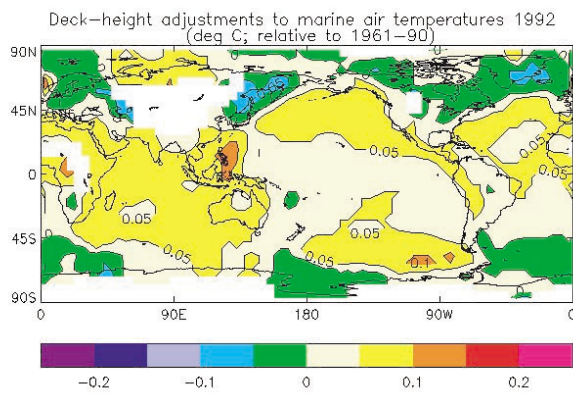 Deck-height adjustments to marine air temperatures 1992
(deg C; relative to 1961-90)
90N
45N
0
45S
90S
0 90E 180 90W 0
0.05
0.05
0.05
0.05
0.05
0.05
0.1
0
0
-0.2 -0.1 0 0.1 0.2